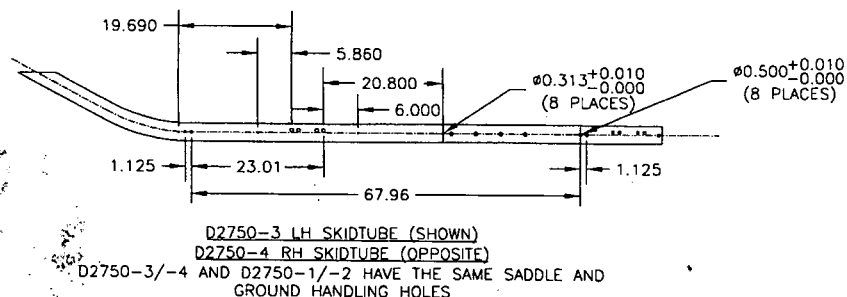 19.690
5.860
20.800
6.000
ø0.313 +0.010 -0.000
(8 PLACES)
ø0.500 +0.010 -0.000
(8 PLACES)
1.125
23.01
1.125
67.96
D2750-3 LH SKIDTUBE (SHOWN)
D2750-4 RH SKIDTUBE (OPPOSITE)
D2750-3/-4 AND D2750-1/-2 HAVE THE SAME SADDLE AND
GROUND HANDLING HOLES